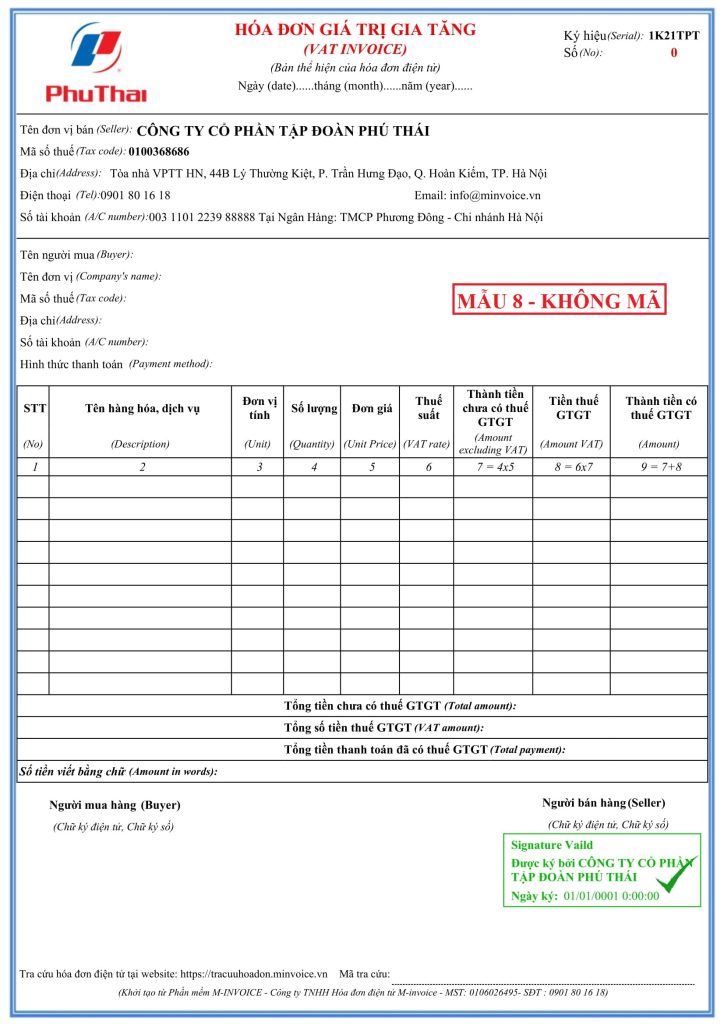 PhuThai
HÓA ĐƠN GIÁ TRỊ GIA TĂNG
(VAT INVOICE)
(Bản thể hiện của hóa đơn điện tử)
Ngày (date)......tháng (month)......năm (year)......
Ký hiệu (Serial): 1K21TPT
Số (No): 0
Tên đơn vị bán (Seller): CÔNG TY CỔ PHẦN TẬP ĐOÀN PHÚ THÁI
Mã số thuế (Tax code): 0100368686
Địa chỉ (Address): Tòa nhà VPTT HN, 44B Lý Thường Kiệt, P. Trần Hưng Đạo, Q. Hoàn Kiếm, TP. Hà Nội
Điện thoại (Tel):0901 80 16 18 Email: info@minvoice.vn
Số tài khoản (A/C number):003 1101 2239 88888 Tại Ngân Hàng: TMCP Phương Đông - Chi nhánh Hà Nội
Tên người mua (Buyer):
Tên đơn vị (Company's name):
Mã số thuế (Tax code):
Địa chỉ (Address):
Số tài khoản (A/C number):
Hình thức thanh toán (Payment method):
MẪU 8 - KHÔNG MÃ
STT Tên hàng hóa, dịch vụ Đơn vị tính Số lượng Đơn giá Thuế suất Thành tiền chưa có thuế GTGT Tiền thuế GTGT Thành tiền có thuế GTGT
(No) (Description) (Unit) (Quantity) (Unit Price) (VAT rate) (Amount excluding VAT) (Amount VAT) (Amount)
1 2 3 4 5 6 7 = 4x5 8 = 6x7 9 = 7+8
Tổng tiền chưa có thuế GTGT (Total amount):
Tổng số tiền thuế GTGT (VAT amount):
Tổng tiền thanh toán đã có thuế GTGT (Total payment):
Số tiền viết bằng chữ (Amount in words):
Người mua hàng (Buyer) Người bán hàng (Seller)
(Chữ ký điện tử, Chữ ký số) (Chữ ký điện tử, Chữ ký số)
Signature Vaild
Được ký bởi CÔNG TY CỔ PHẦN
TẬP ĐOÀN PHÚ THÁI
Ngày ký: 01/01/0001 0:00:00
Tra cứu hóa đơn điện tử tại website: https://tracuuhoadon.minvoice.vn Mã tra cứu:
(Khởi tạo từ Phần mềm M-INVOICE - Công ty TNHH Hóa đơn điện tử M-invoice - MST: 0106026495- SĐT : 0901 80 16 18)